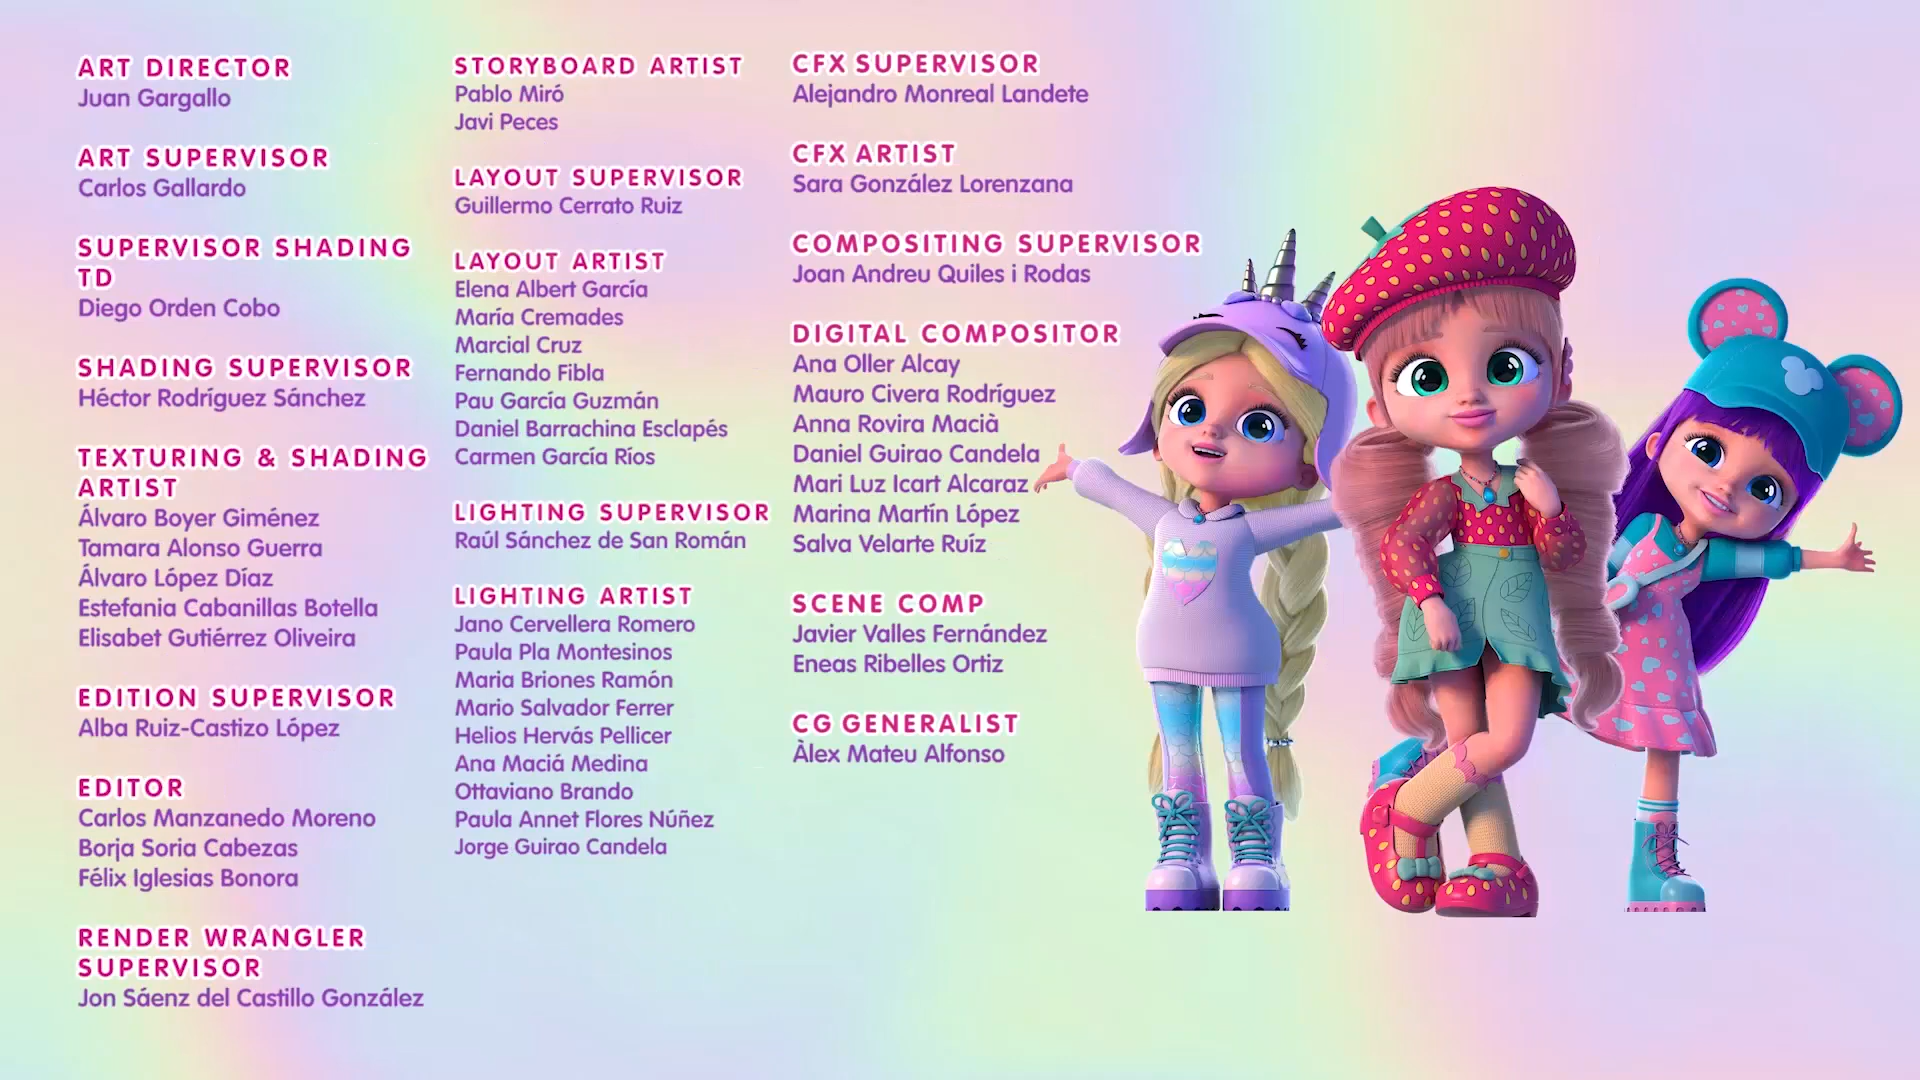 ART DIRECTOR
Juan Gargallo
ART SUPERVISOR
Carlos Gallardo
SUPERVISOR SHADING
TD
Diego Orden Cobo
SHADING SUPERVISOR
Héctor Rodríguez Sánchez
TEXTURING & SHADING
ARTIST
Álvaro Boyer Giménez
Tamara Alonso Guerra
Álvaro López Díaz
Estefania Cabanillas Botella
Elisabet Gutiérrez Oliveira
EDITION SUPERVISOR
Alba Ruiz-Castizo López
EDITOR
Carlos Manzanedo Moreno
Borja Soria Cabezas
Félix Iglesias Bonora
RENDER WRANGLER
SUPERVISOR
Jon Sáenz del Castillo González
STORYBOARD ARTIST
Pablo Miró
Javi Peces
LAYOUT SUPERVISOR
Guillermo Cerrato Ruiz
LAYOUT ARTIST
Elena Albert García
María Cremades
Marcial Cruz
Fernando Fibla
Pau García Guzmán
Daniel Barrachina Esclapés
Carmen García Ríos
LIGHTING SUPERVISOR
Raúl Sánchez de San Román
LIGHTING ARTIST
Jano Cervellera Romero
Paula Pla Montesinos
Maria Briones Ramón
Mario Salvador Ferrer
Helios Hervás Pellicer
Ana Maciá Medina
Ottaviano Brando
Paula Annet Flores Núñez
Jorge Guirao Candela
CFX SUPERVISOR
Alejandro Monreal Landete
CFX ARTIST
Sara González Lorenzana
COMPOSITING SUPERVISOR
Joan Andreu Quiles i Rodas
DIGITAL COMPOSITOR
Ana Oller Alcay
Mauro Civera Rodríguez
Anna Rovira Macià
Daniel Guirao Candela
Mari Luz Icart Alcaraz
Marina Martín López
Salva Velarte Ruíz
SCENE COMP
Javier Valles Fernández
Eneas Ribelles Ortiz
CG GENERALIST
Àlex Mateu Alfonso